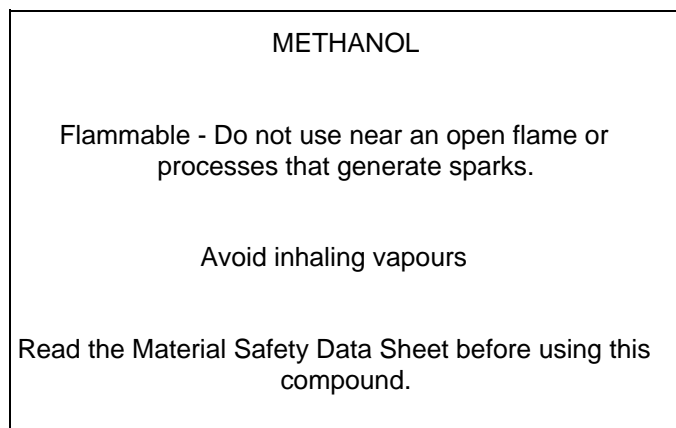 METHANOL
Flammable - Do not use near an open flame or
processes that generate sparks.
Avoid inhaling vapours
Read the Material Safety Data Sheet before using this
compound.